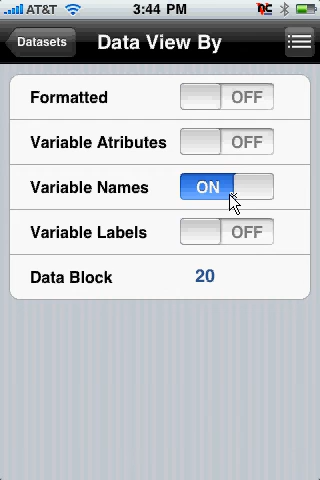 AT&T 3:44 PM
Datasets Data View By
Formatted OFF
Variable Atributes OFF
Variable Names ON
Variable Labels OFF
Data Block 20